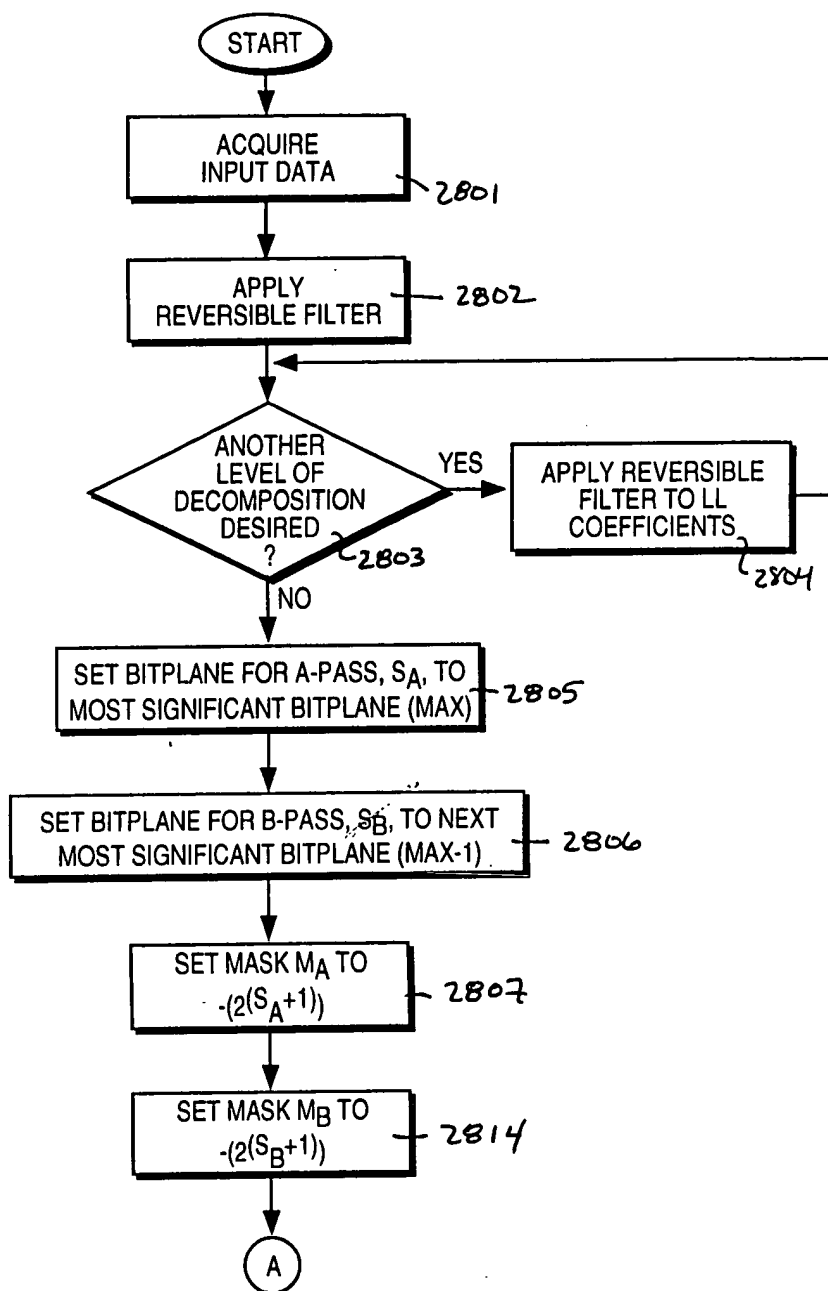 START
ACQUIRE
INPUT DATA
2801
APPLY
REVERSIBLE FILTER
2802
ANOTHER
LEVEL OF
DECOMPOSITION
DESIRED
?
2803
YES
APPLY REVERSIBLE
FILTER TO LL
COEFFICIENTS
2804
NO
SET BITPLANE FOR A-PASS, SA, TO
MOST SIGNIFICANT BITPLANE (MAX)
2805
SET BITPLANE FOR B-PASS, SB, TO NEXT
MOST SIGNIFICANT BITPLANE (MAX-1)
2806
SET MASK MA TO
-(2(SA+1))
2807
SET MASK MB TO
-(2(SB+1))
2814
A